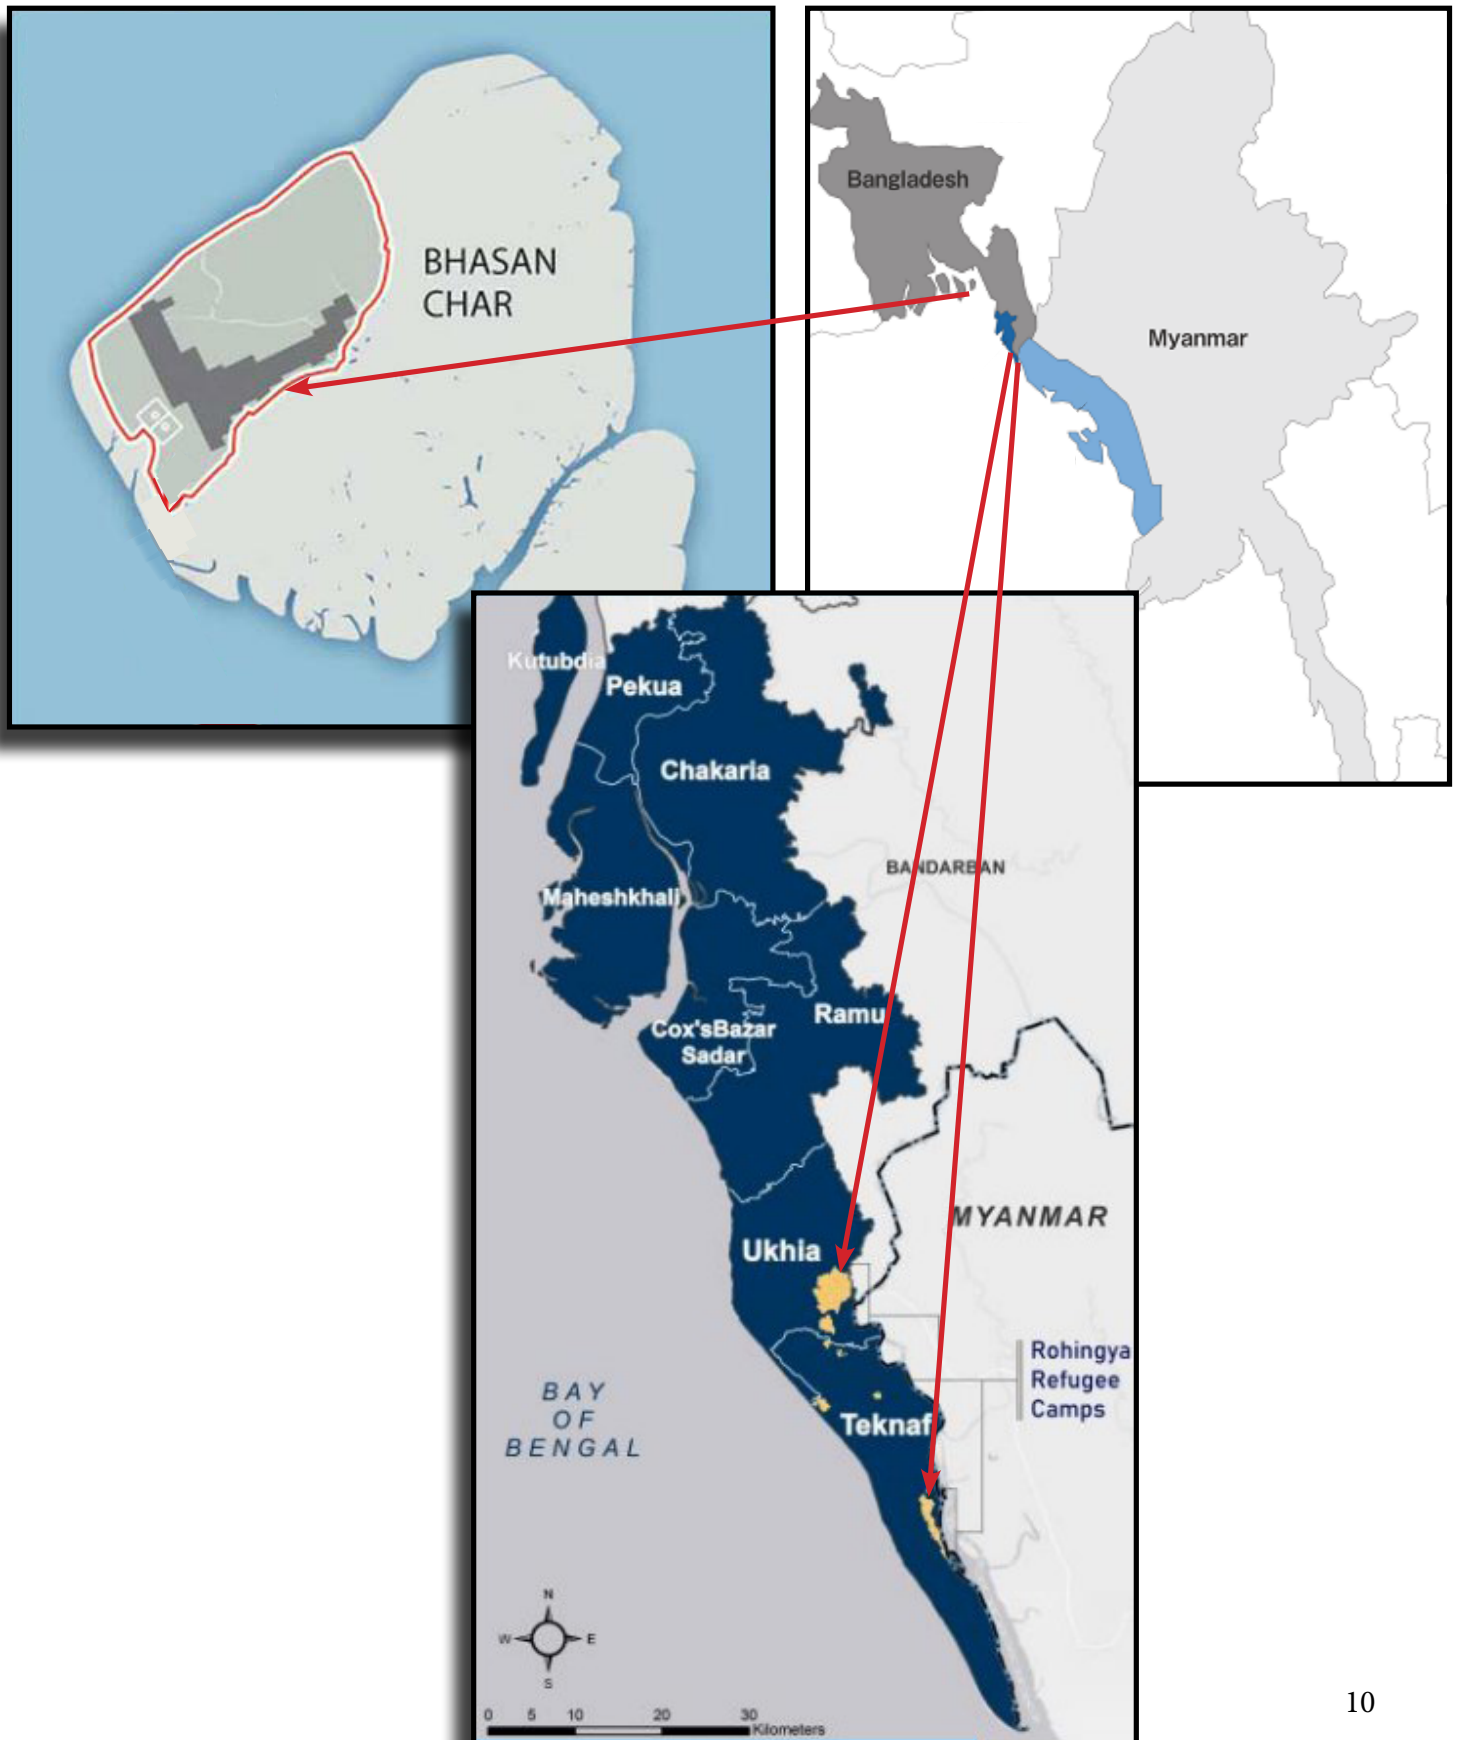 BHASAN
CHAR
Bangladesh
Myanmar
Kutubdia
Pekua
Chakaria
BANDARBAN
Maheshkhali
Ramu
Cox'sBazar
Sadar
MYANMAR
Ukhia
Rohingya
Refugee
Camps
BAY
OF
BENGAL
Teknaf
N
W E
S
0 5 10 20 30
Kilometers
10